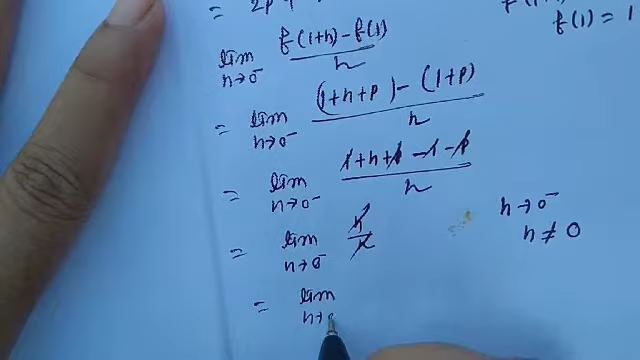 = 2p
f(1) = 1
lim h→0⁻ (f(1+h) - f(1))/h
= lim h→0⁻ ((1+h+p) - (1+p))/h
= lim h→0⁻ (1+h+p-1-p)/h
h→0⁻
= lim h→0⁻ h/h
h ≠ 0
= lim h→0